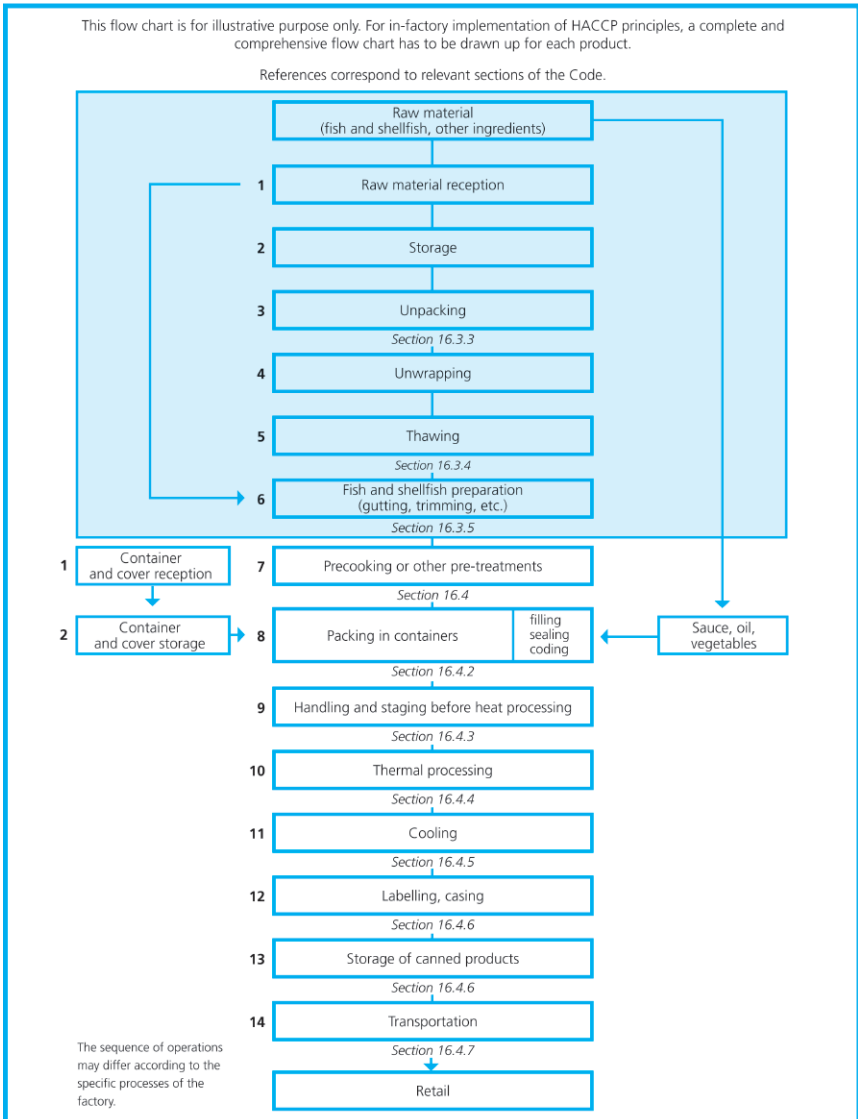 This flow chart is for illustrative purpose only. For in-factory implementation of HACCP principles, a complete and
comprehensive flow chart has to be drawn up for each product.
References correspond to relevant sections of the Code.
Raw material
(fish and shellfish, other ingredients)
1
Raw material reception
2
Storage
3
Unpacking
Section 16.3.3
4
Unwrapping
5
Thawing
Section 16.3.4
6
Fish and shellfish preparation
(gutting, trimming, etc.)
Section 16.3.5
1
Container
and cover reception
7
Precooking or other pre-treatments
Section 16.4
2
Container
and cover storage
8
Packing in containers
filling
sealing
coding
Sauce, oil,
vegetables
Section 16.4.2
9
Handling and staging before heat processing
Section 16.4.3
10
Thermal processing
Section 16.4.4
11
Cooling
Section 16.4.5
12
Labelling, casing
Section 16.4.6
13
Storage of canned products
Section 16.4.6
14
Transportation
Section 16.4.7
Retail
The sequence of operations
may differ according to the
specific processes of the
factory.